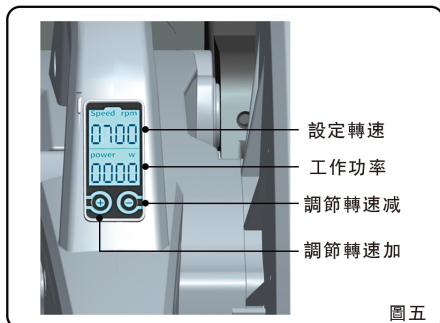 Speed rpm
0700
power w
0000
設定轉速
工作功率
調節轉速减
調節轉速加
圖五